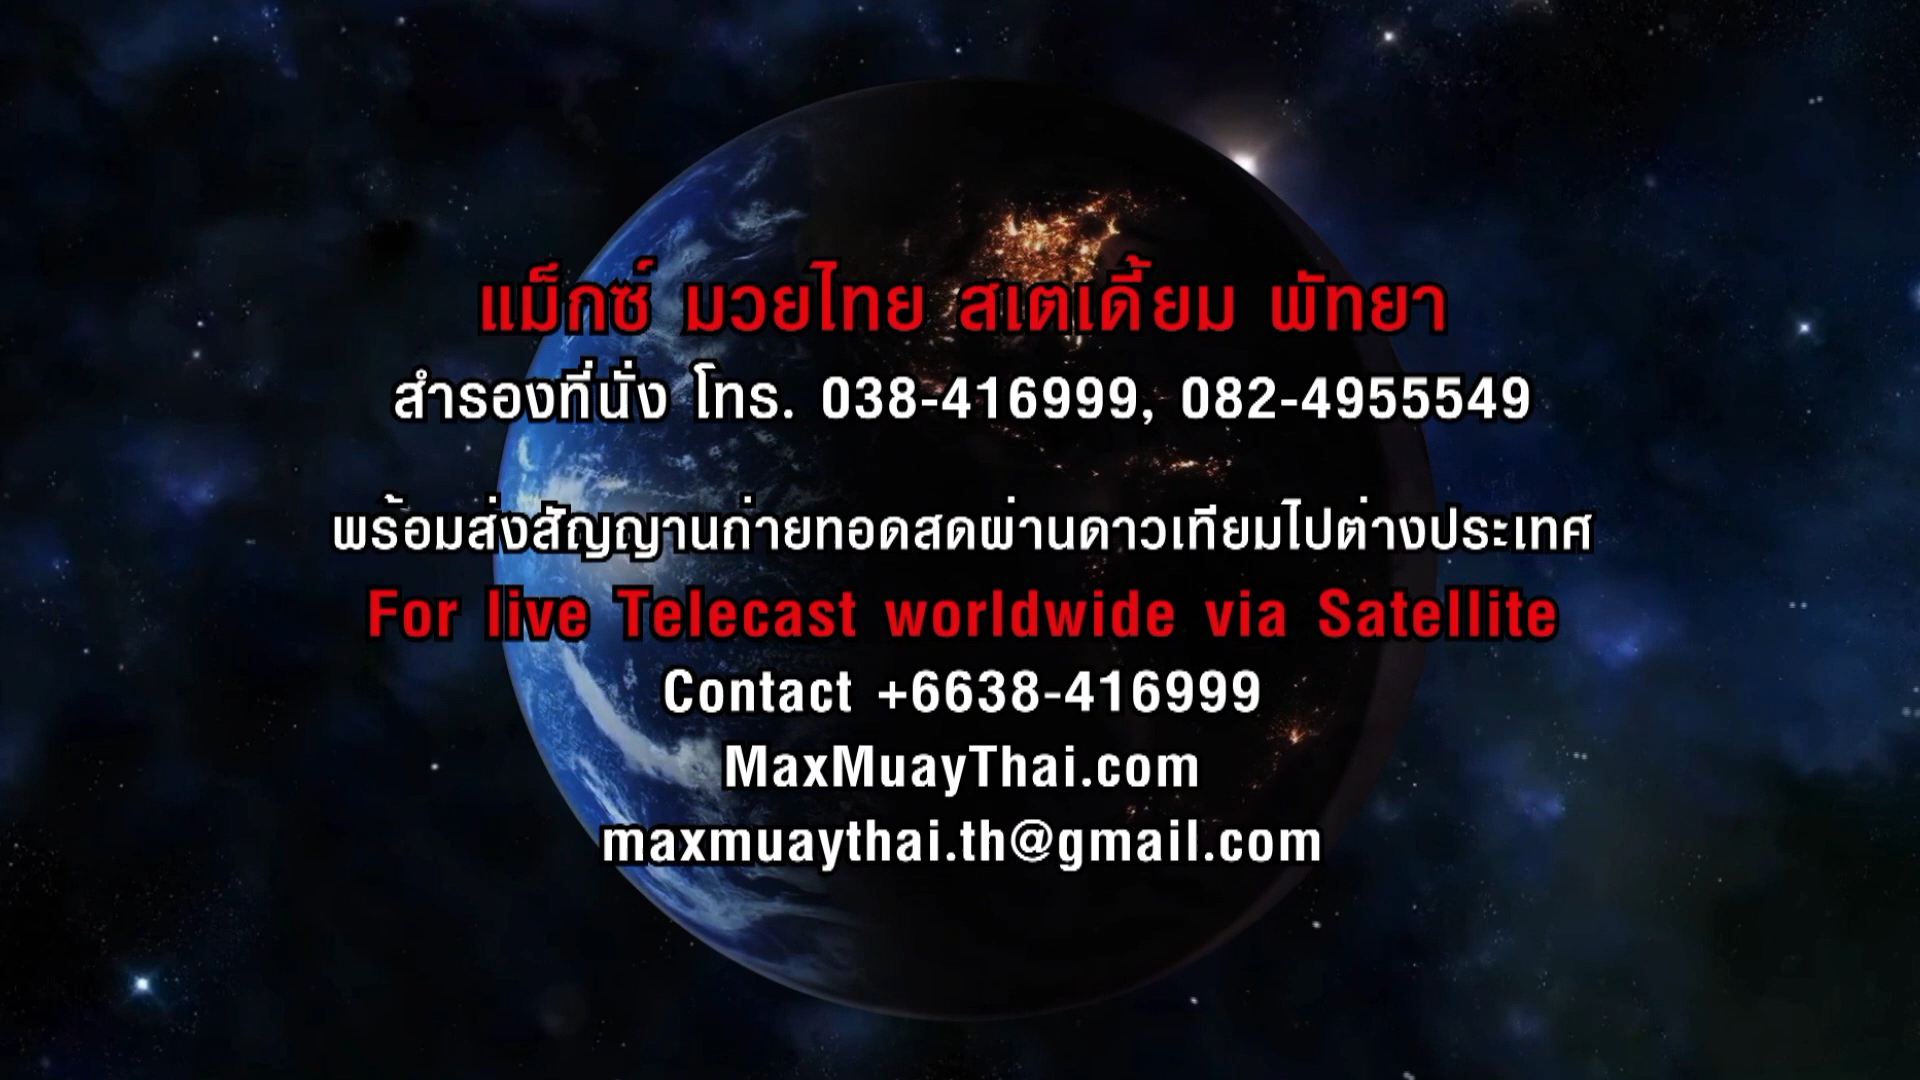 แม็กซ์ มวยไทย สเตเดี้ยม พัทยา
สำรองที่นั่ง โทร. 038-416999, 082-4955549
พร้อมส่งสัญญานถ่ายทอดสดผ่านดาวเทียมไปต่างประเทศ
For live Telecast worldwide via Satellite
Contact +6638-416999
MaxMuayThai.com
maxmuaythai.th@gmail.com